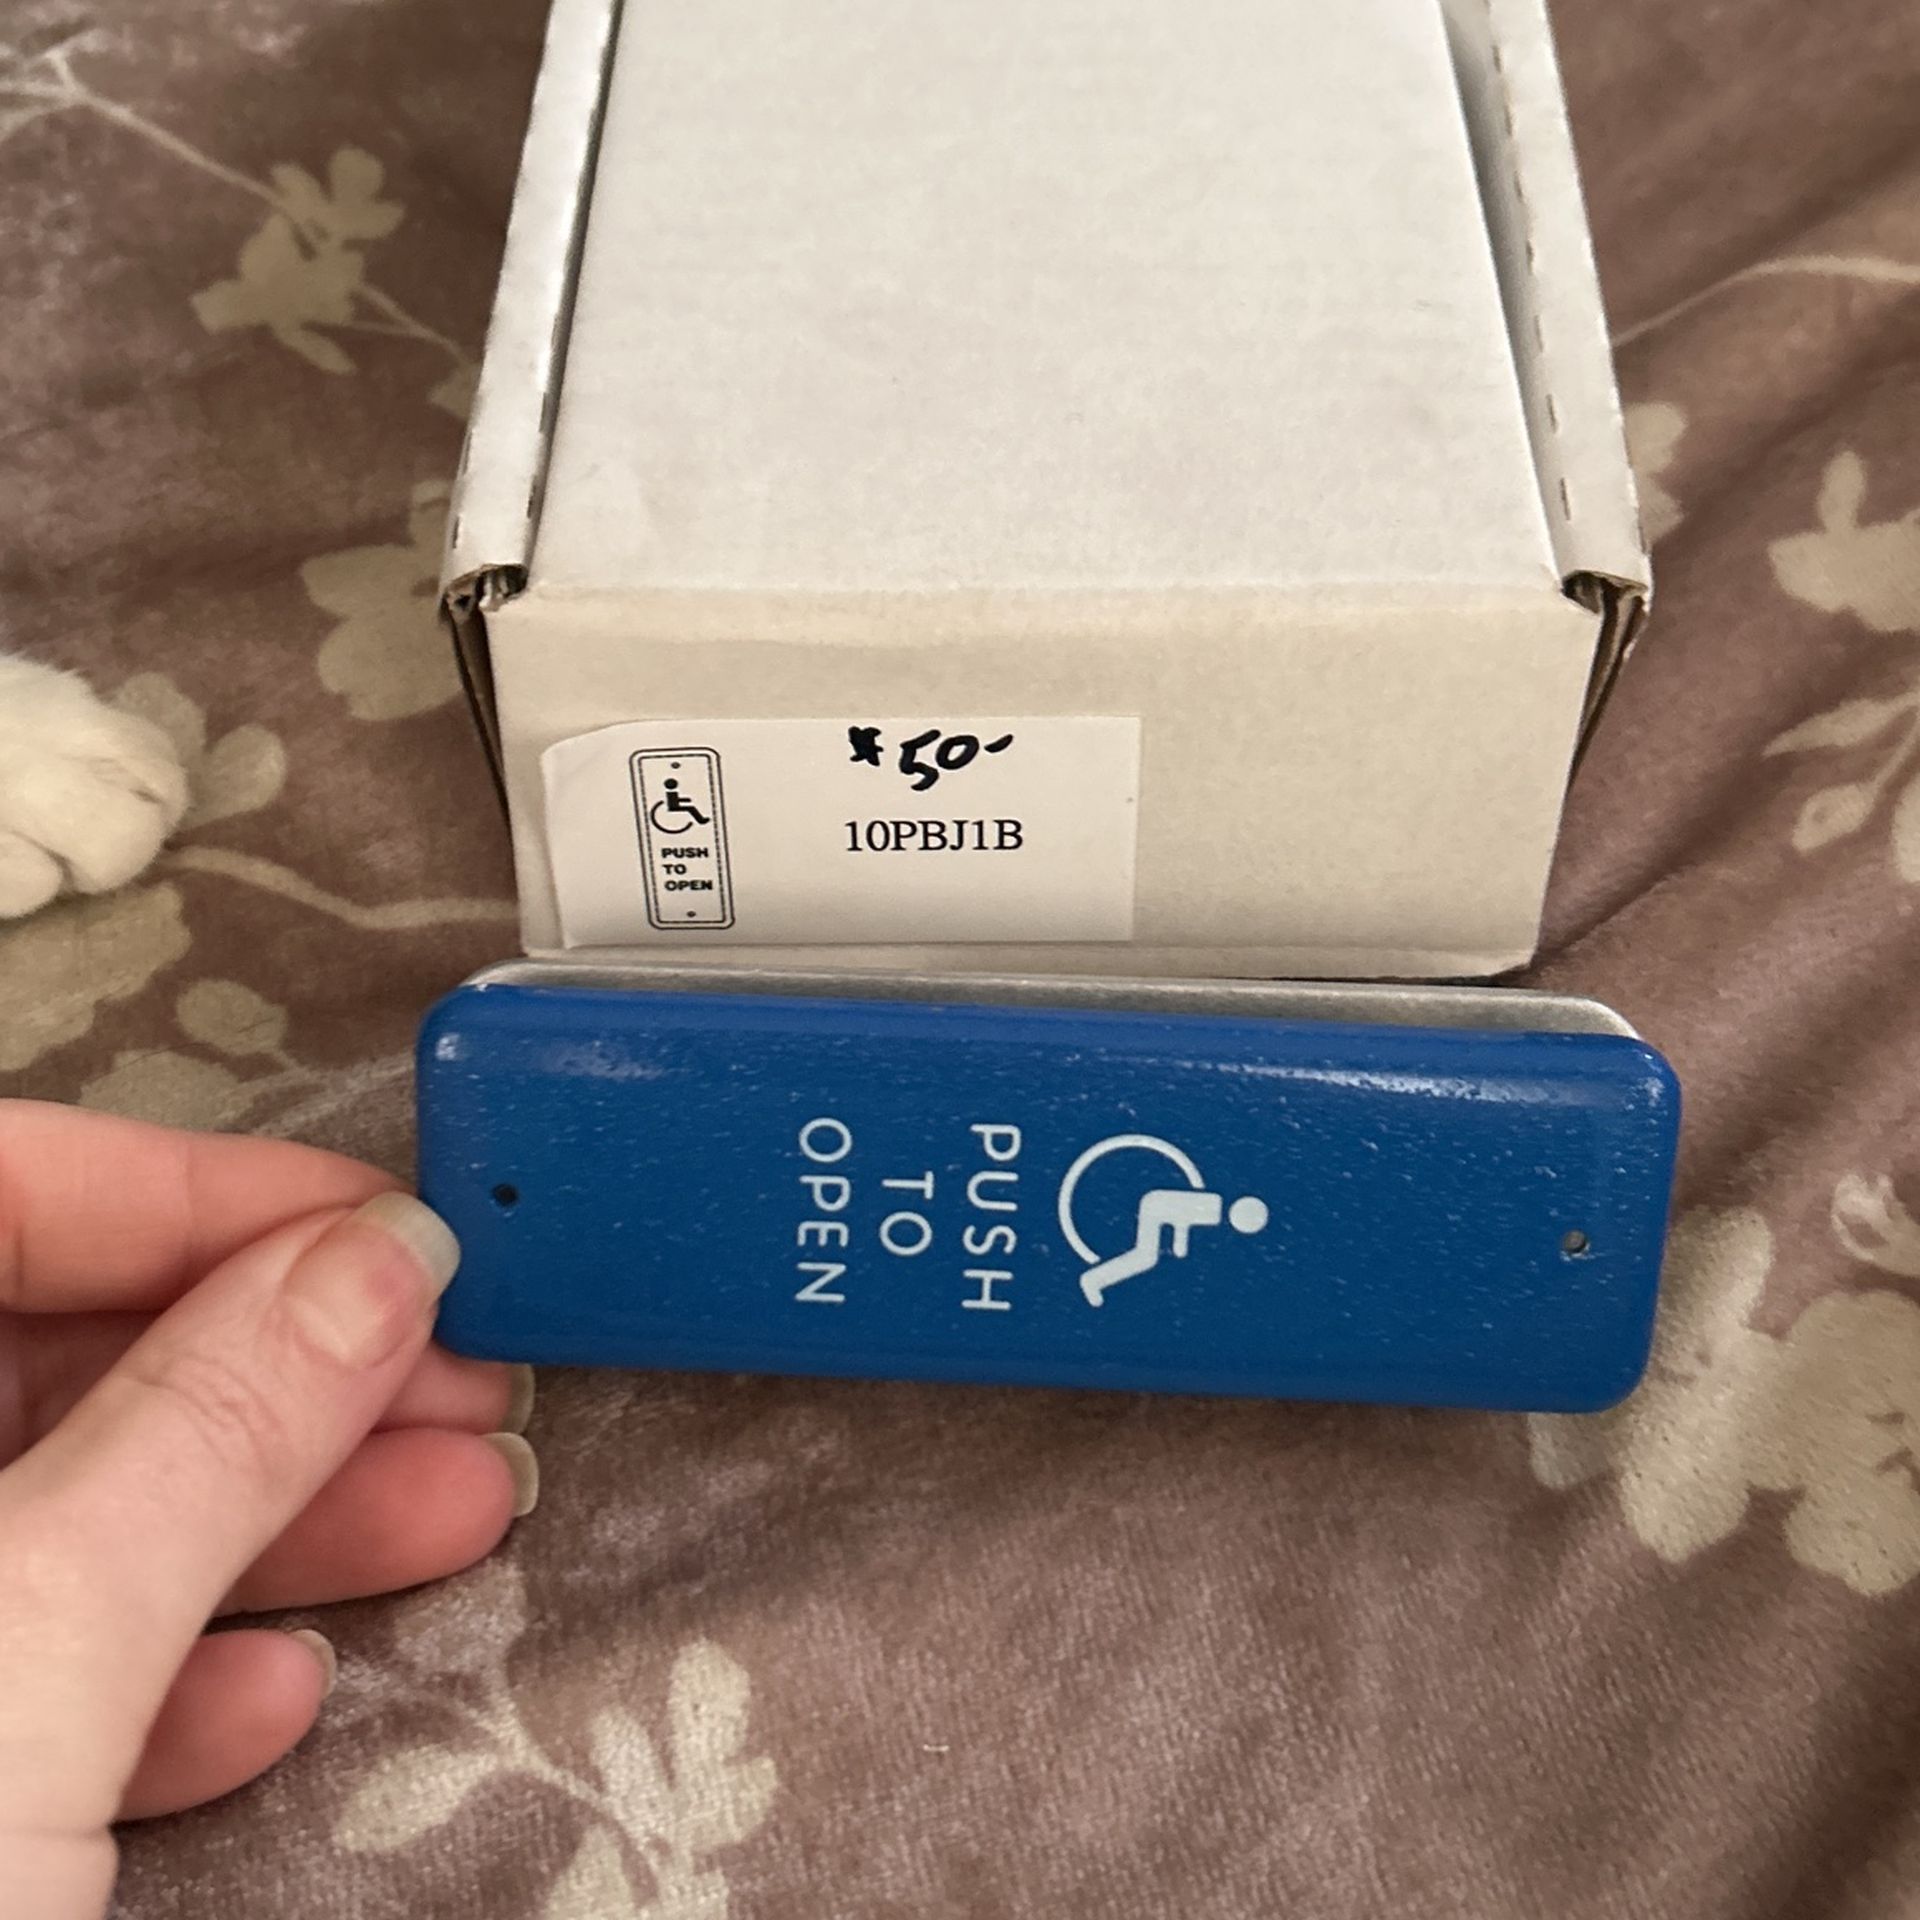 $50-
10PBJ1B
PUSH
TO
OPEN
PUSH
TO
OPEN